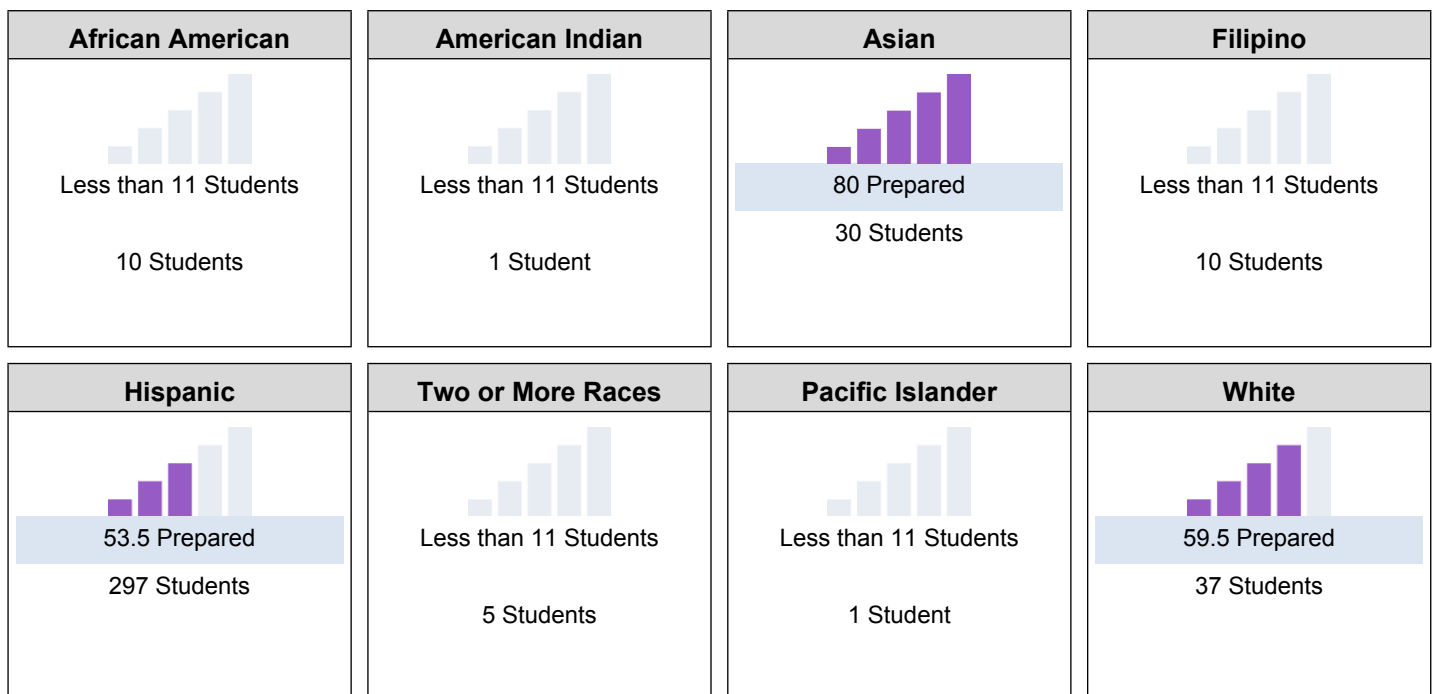 African American
Less than 11 Students
10 Students
American Indian
Less than 11 Students
1 Student
Asian
80 Prepared
30 Students
Filipino
Less than 11 Students
10 Students
Hispanic
53.5 Prepared
297 Students
Two or More Races
Less than 11 Students
5 Students
Pacific Islander
Less than 11 Students
1 Student
White
59.5 Prepared
37 Students